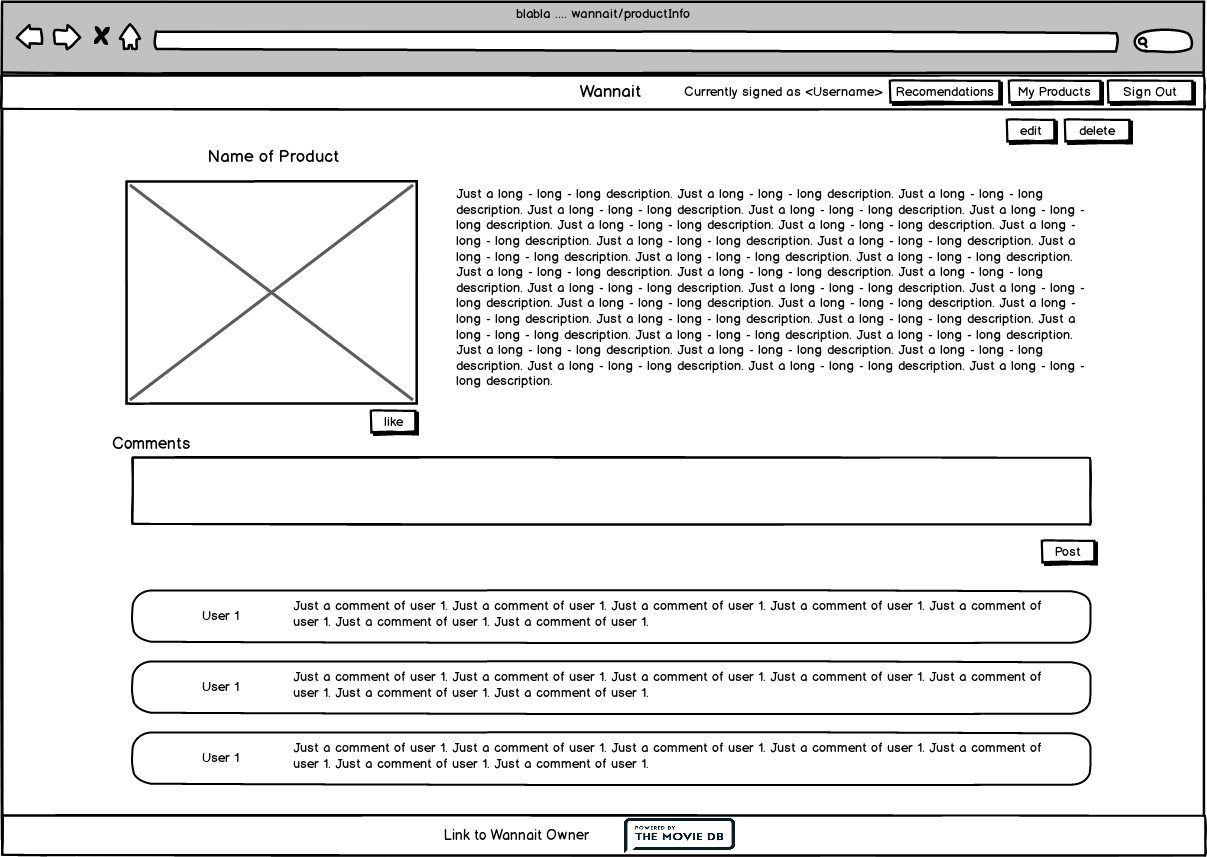 blabla .... wannait/productInfo
Wannait
Currently signed as <Username>
Recomendations
My Products
Sign Out
edit
delete
Name of Product
Just a long - long - long description. Just a long - long - long description. Just a long - long - long
description. Just a long - long - long description. Just a long - long - long description. Just a long - long -
long description. Just a long - long - long description. Just a long - long - long description. Just a long -
long - long description. Just a long - long - long description. Just a long - long - long description. Just a
long - long - long description. Just a long - long - long description. Just a long - long - long description.
Just a long - long - long description. Just a long - long - long description. Just a long - long - long
description. Just a long - long - long description. Just a long - long - long description. Just a long - long -
long description. Just a long - long - long description. Just a long - long - long description. Just a long -
long - long description. Just a long - long - long description. Just a long - long - long description. Just a
long - long - long description. Just a long - long - long description. Just a long - long - long description.
Just a long - long - long description. Just a long - long - long description. Just a long - long - long
description. Just a long - long - long description. Just a long - long - long description. Just a long - long -
long description.
like
Comments
Post
User 1
Just a comment of user 1. Just a comment of user 1. Just a comment of user 1. Just a comment of user 1. Just a comment of
user 1. Just a comment of user 1. Just a comment of user 1.
User 1
Just a comment of user 1. Just a comment of user 1. Just a comment of user 1. Just a comment of user 1. Just a comment of
user 1. Just a comment of user 1. Just a comment of user 1.
User 1
Just a comment of user 1. Just a comment of user 1. Just a comment of user 1. Just a comment of user 1. Just a comment of
user 1. Just a comment of user 1. Just a comment of user 1.
Link to Wannait Owner
POWERED BY
THE MOVIE DB